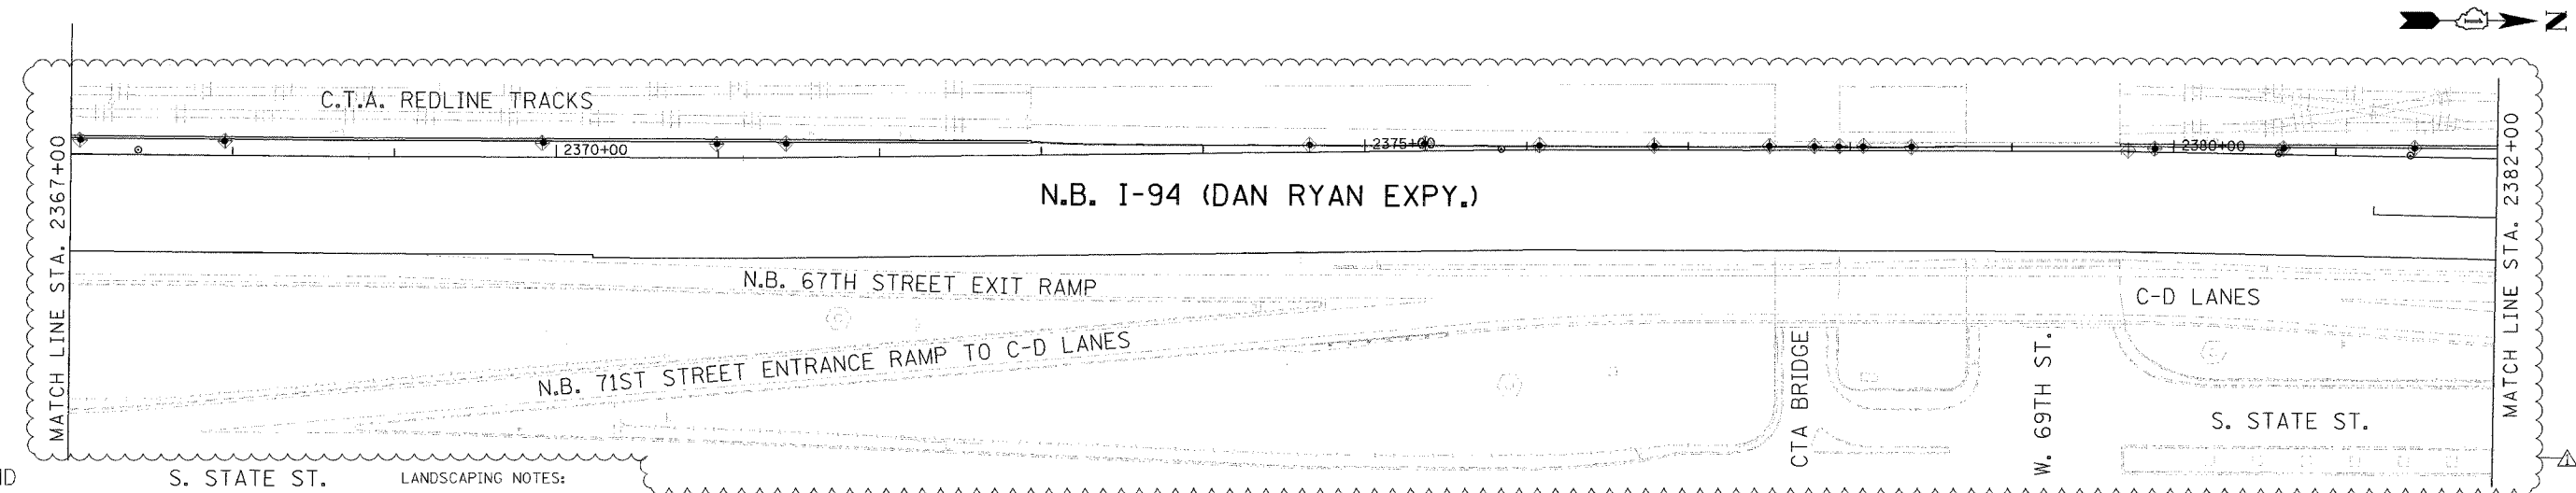 N
C.T.A. REDLINE TRACKS
2370+00
2375+00
2380+00
MATCH LINE STA. 2367+00
MATCH LINE STA. 2382+00
N.B. I-94 (DAN RYAN EXPY.)
N.B. 67TH STREET EXIT RAMP
C-D LANES
N.B. 71ST STREET ENTRANCE RAMP TO C-D LANES
CTA BRIDGE
W. 69TH ST.
S. STATE ST.
S. STATE ST.
LANDSCAPING NOTES: